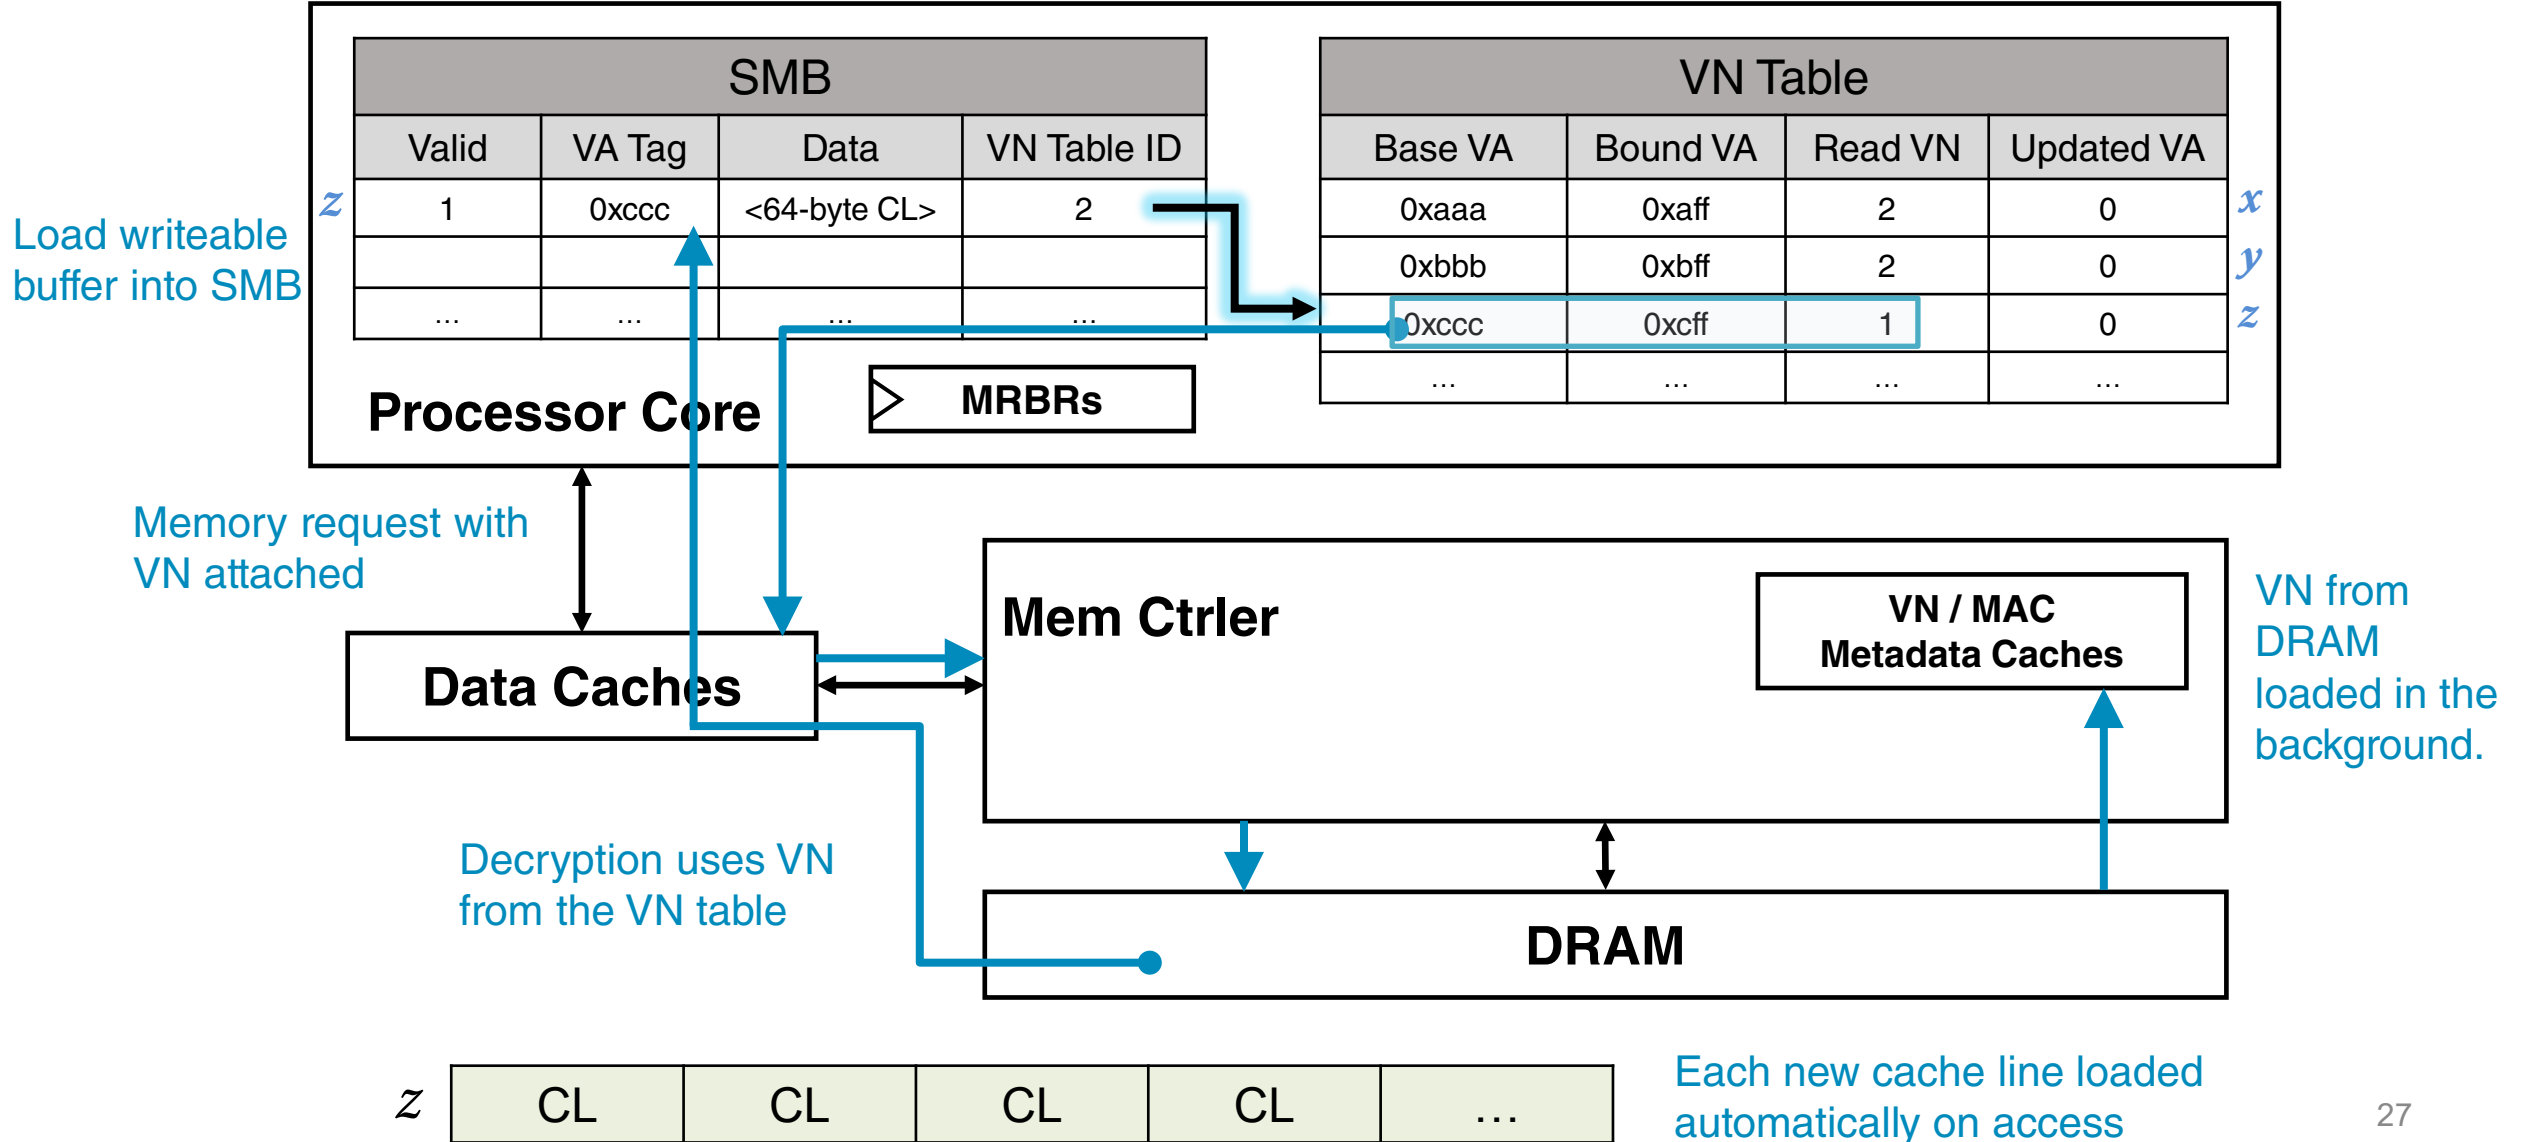 SMB
Valid VA Tag Data VN Table ID
z 1 0xccc <64-byte CL> 2
... ... ... ...
VN Table
Base VA Bound VA Read VN Updated VA
0xaaa 0xaff 2 0 x
0xbbb 0xbff 2 0 y
0xccc 0xcff 1 0 z
... ... ... ...
Load writeable
buffer into SMB
Processor Core
MRBRs
Memory request with
VN attached
Data Caches
Mem Ctrler
VN / MAC
Metadata Caches
VN from
DRAM
loaded in the
background.
Decryption uses VN
from the VN table
DRAM
z CL CL CL CL ...
Each new cache line loaded
automatically on access
27